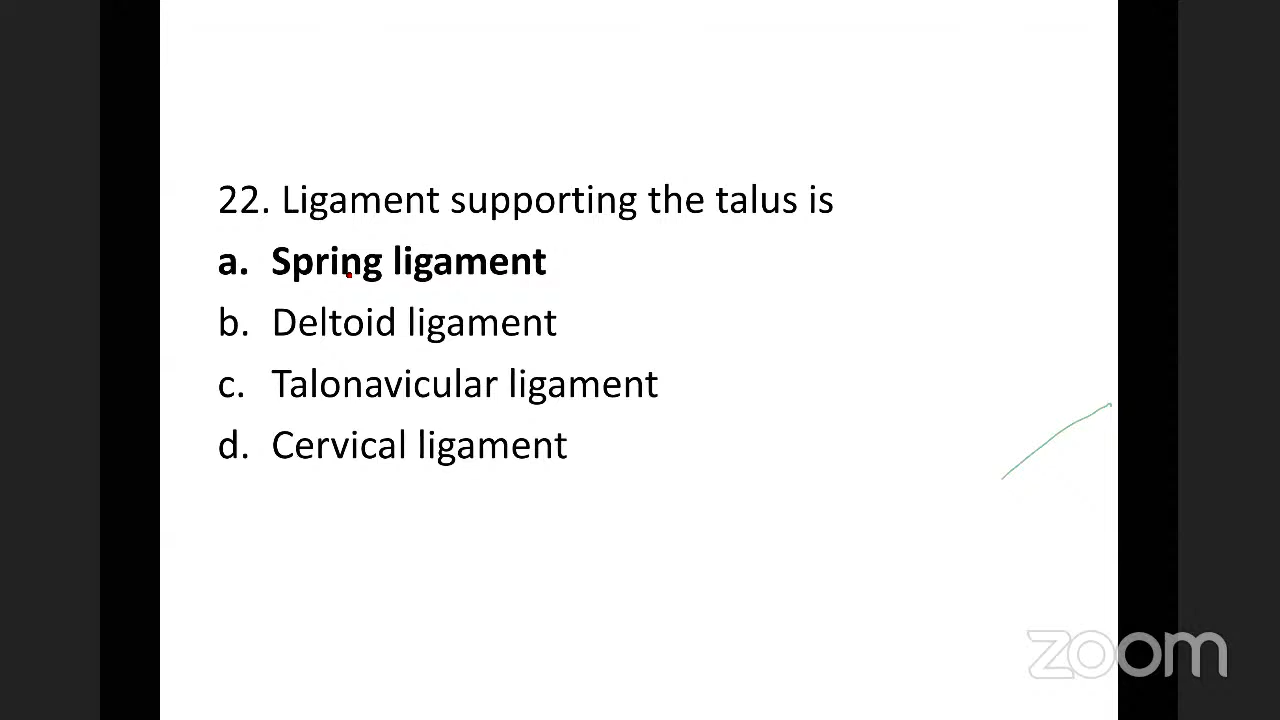 22. Ligament supporting the talus is
a. Spring ligament
b. Deltoid ligament
c. Talonavicular ligament
d. Cervical ligament
zoom